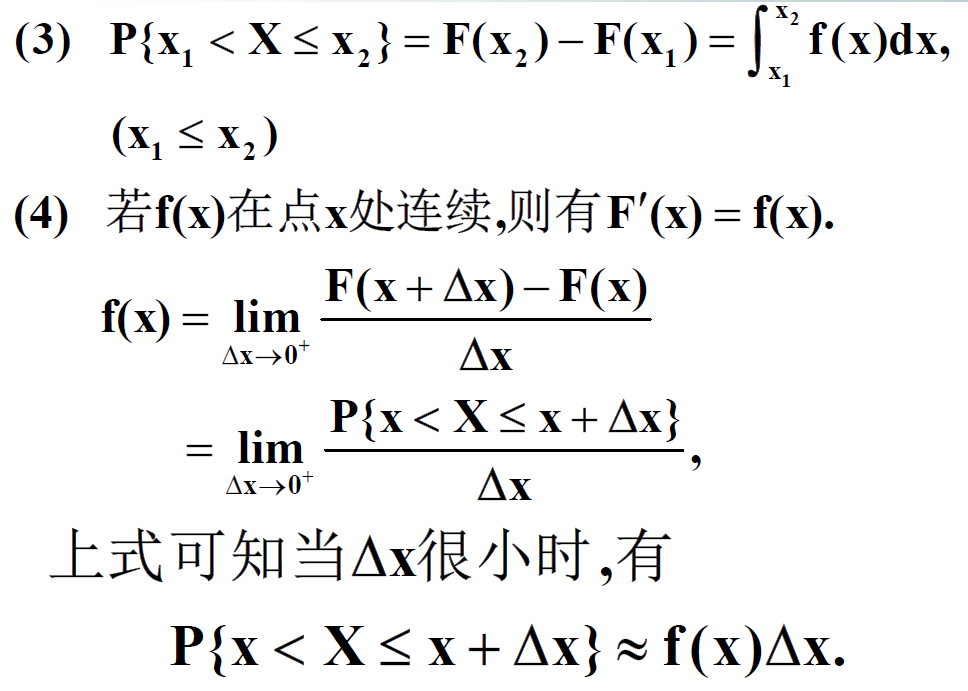 (3) P{x₁ < X ≤ x₂} = F(x₂) − F(x₁) = ∫_{x₁}^{x₂} f(x)dx,
(x₁ ≤ x₂)
(4) 若f(x)在点x处连续,则有F′(x) = f(x).
f(x) = lim_{Δx→0⁺} \frac{F(x + Δx) − F(x)}{Δx}
= lim_{Δx→0⁺} \frac{P{x < X ≤ x + Δx}}{Δx},
上式可知当Δx很小时,有
P{x < X ≤ x + Δx} ≈ f(x)Δx.